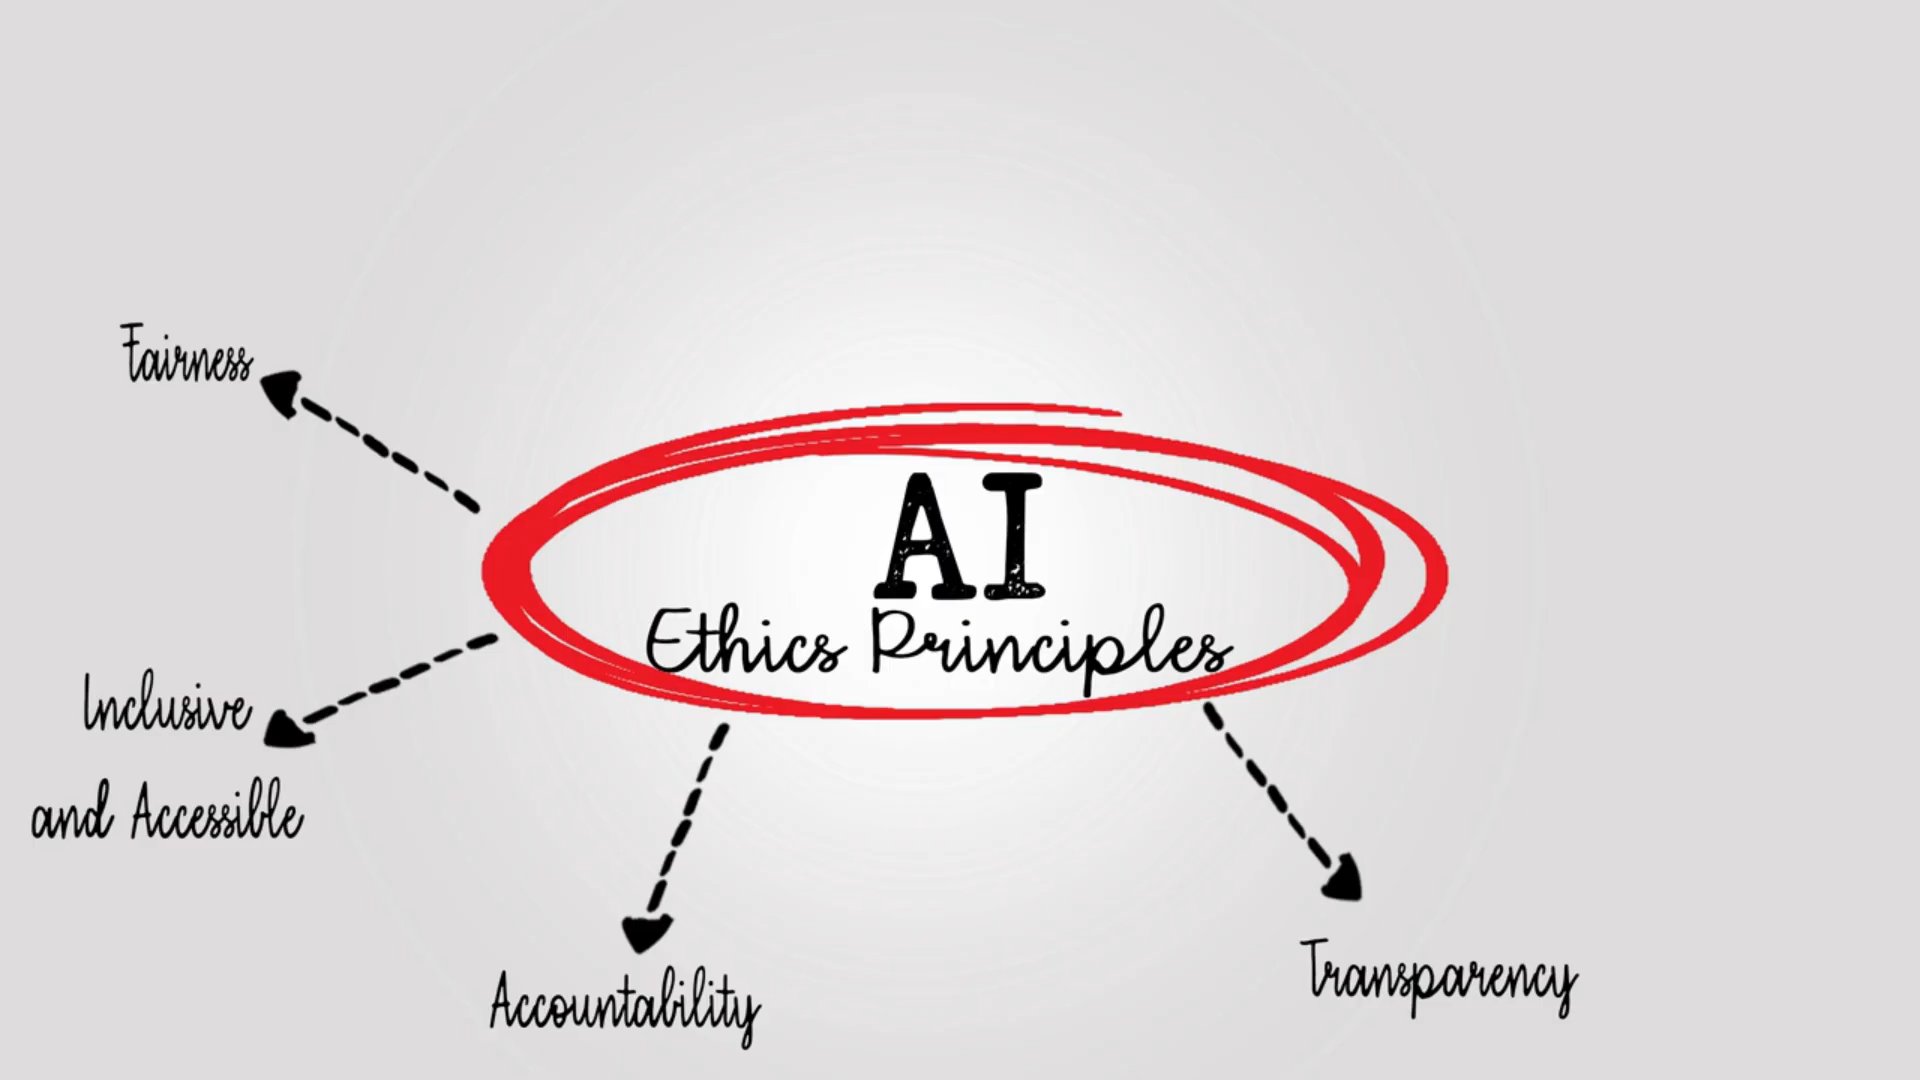 Fairness
AI
Ethics Principles
Inclusive
and Accessible
Accountability
Transparency